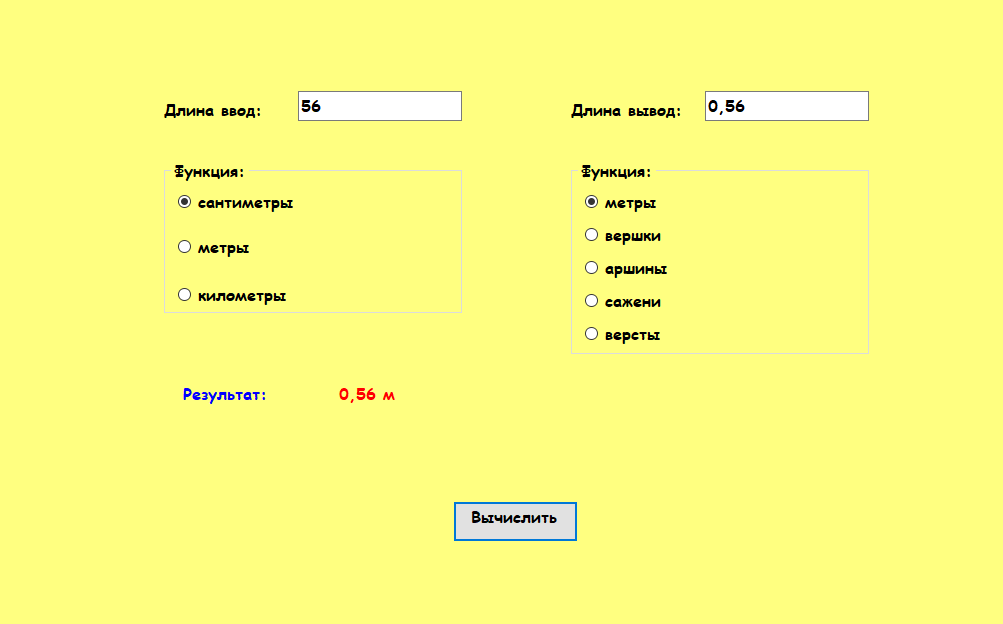 Длина ввод: 56
Длина вывод: 0,56
Функция:
сантиметры
метры
километры
Функция:
метры
вершки
аршины
сажени
версты
Результат: 0,56 м
Вычислить